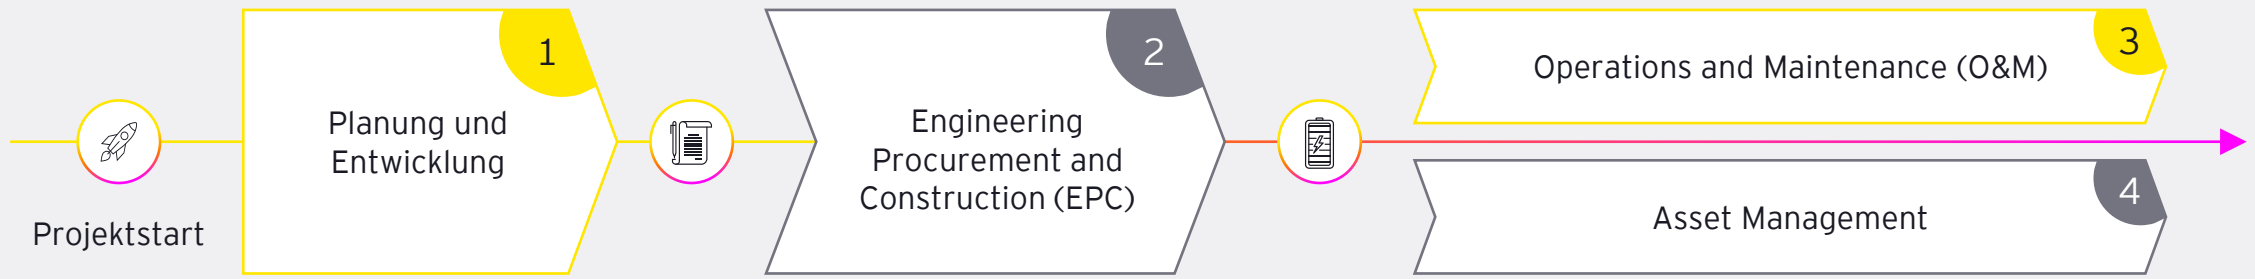 Projektstart
1
Planung und
Entwicklung
2
Engineering
Procurement and
Construction (EPC)
3
Operations and Maintenance (O&M)
4
Asset Management